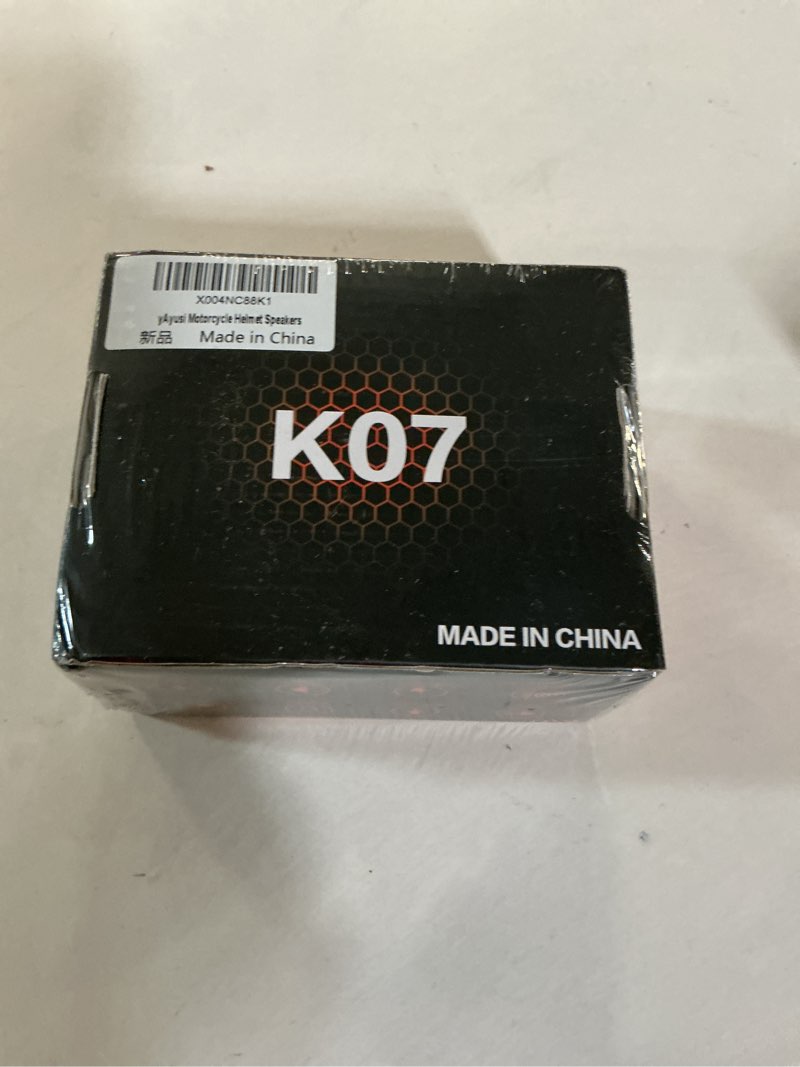 X004NC88K1
yAyusi Motorcycle Helmet Speakers
新品 Made in China
K07
MADE IN CHINA